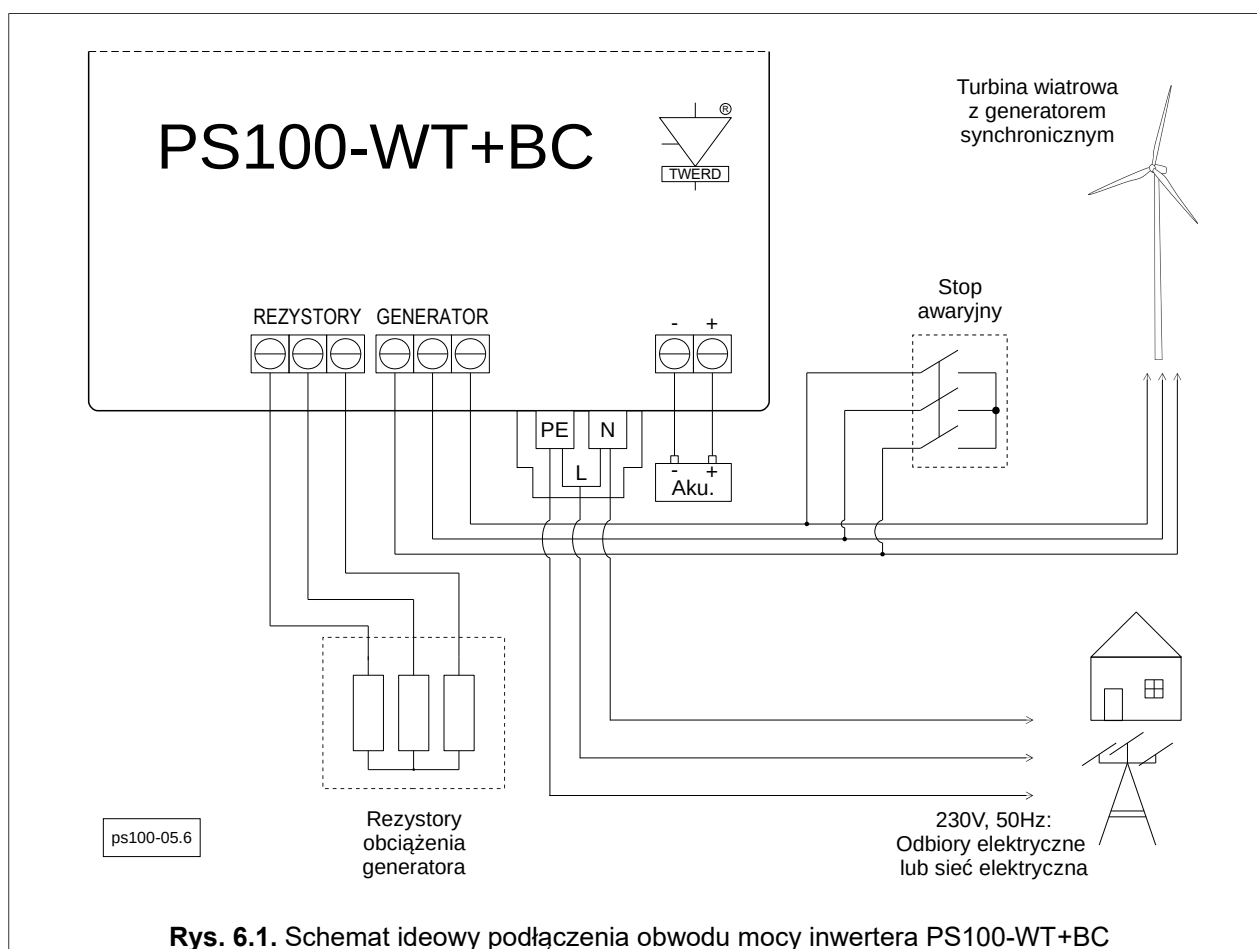 PS100-WT+BC
®
TWERD
Turbina wiatrowa
z generatorem
synchronicznym
Stop
awaryjny
REZYSTORY GENERATOR
- +
PE N
L
- +
Aku.
Rezystory
obciążenia
generatora
230V, 50Hz:
Odbiory elektryczne
lub sieć elektryczna
ps100-05.6
Rys. 6.1. Schemat ideowy podłączenia obwodu mocy inwertera PS100-WT+BC